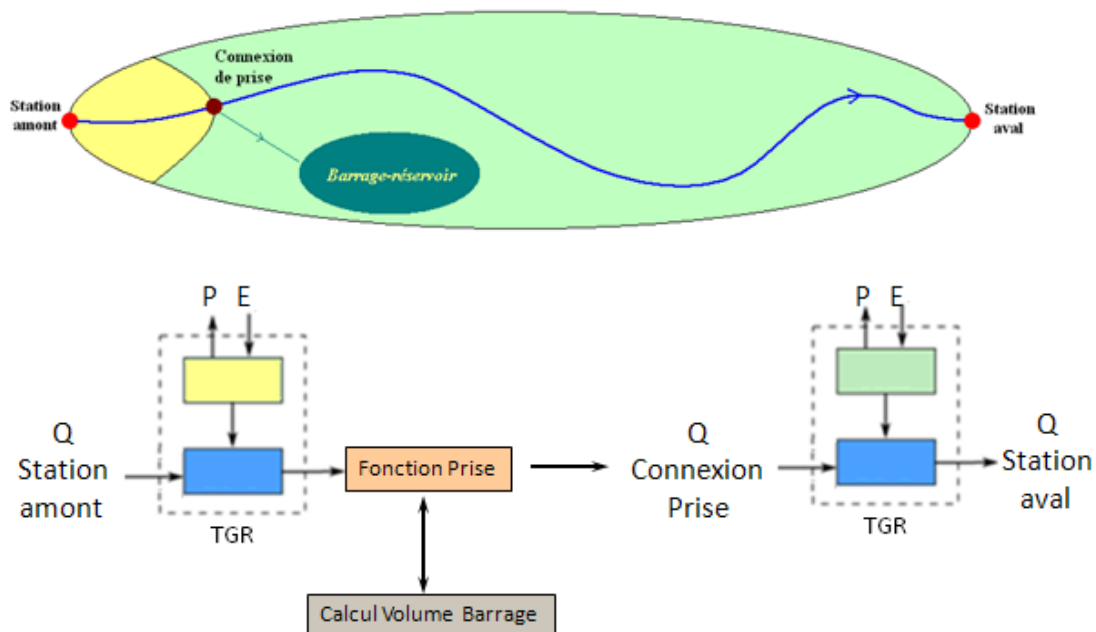 Connexion
de prise
Station
amont
Station
aval
Barrage-réservoir
P E
P E
Q
Station
amont
Fonction Prise
Q
Connexion
Prise
Q
Station
aval
TGR
TGR
Calcul Volume Barrage